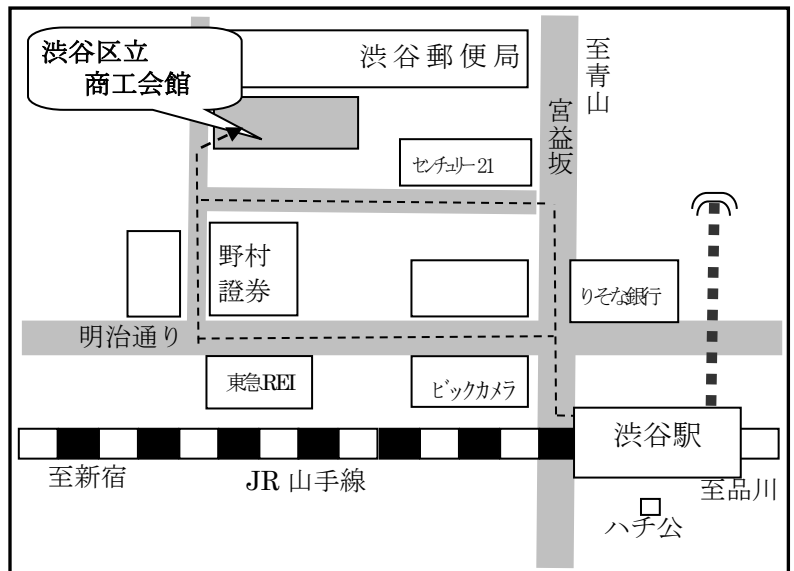 渋谷区立
商工会館
渋谷郵便局
至青山
宮益坂
センチュリー21
野村
證券
りそな銀行
明治通り
東急REI
ビックカメラ
渋谷駅
至新宿
JR 山手線
至品川
ハチ公